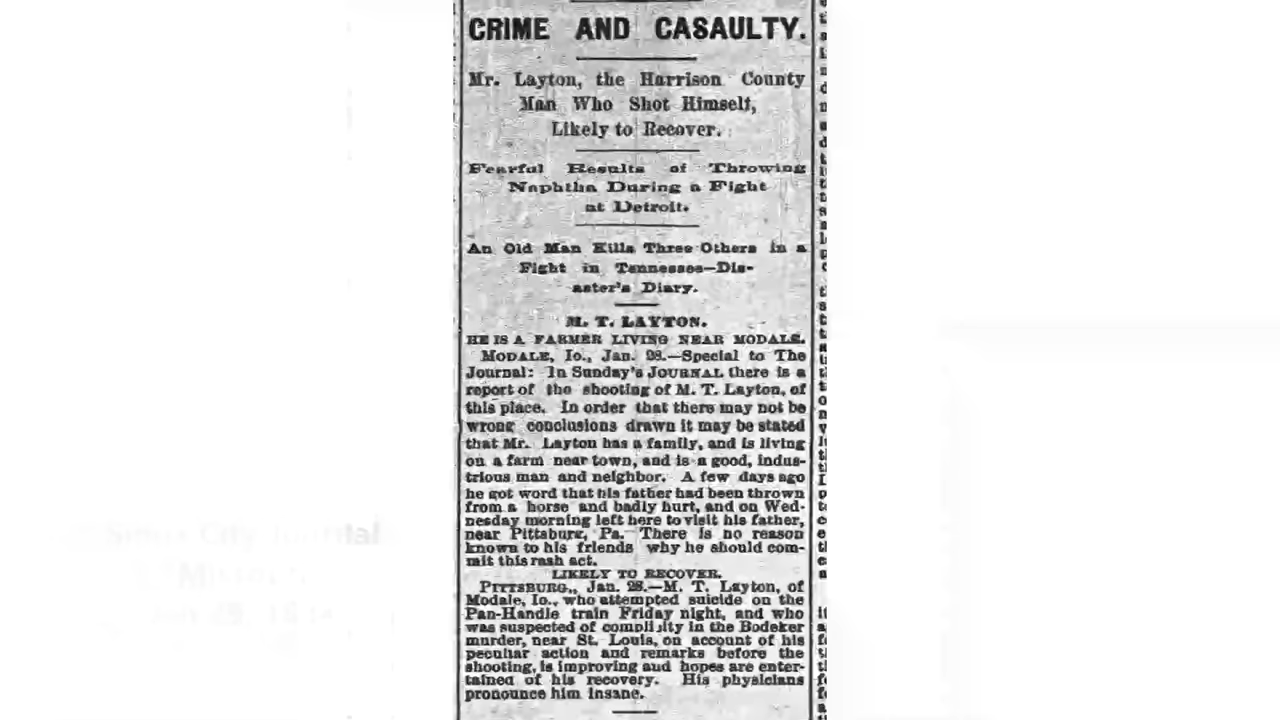 CRIME AND CASAULTY.
Mr. Layton, the Harrison County
Man Who Shot Himself,
Likely to Recover.
Fearful Results of Throwing
Naphtha During a Fight
at Detroit.
An Old Man Kills Three Others in a
Fight in Tennessee—Dis-
aster's Diary.
M. T. LAYTON.
HE IS A FARMER LIVING NEAR MODALE.
MODALE, Io., Jan. 28.—Special to The
Journal: In Sunday's JOURNAL there is a
report of the shooting of M. T. Layton, of
this place. In order that there may not be
wrong conclusions drawn it may be stated
that Mr. Layton has a family, and is living
on a farm near town, and is a good, indus-
trious man and neighbor. A few days ago
he got word that his father had been thrown
from a horse and badly hurt, and on Wed-
nesday morning left here to visit his father,
near Pittsburg, Pa. There is no reason
known to his friends why he should com-
mit this rash act.
LIKELY TO RECOVER.
PITTSBURG, Jan. 28.—M. T. Layton, of
Modale, Io., who attempted suicide on the
Pan-Handle train Friday night, and who
was suspected of complijty in the Bodeker
murder, near St. Louis, on account of his
peculiar action and remarks before the
shooting, is improving and hopes are enter-
tained of his recovery. His physicians
pronounce him insane.
Sioux City Journal